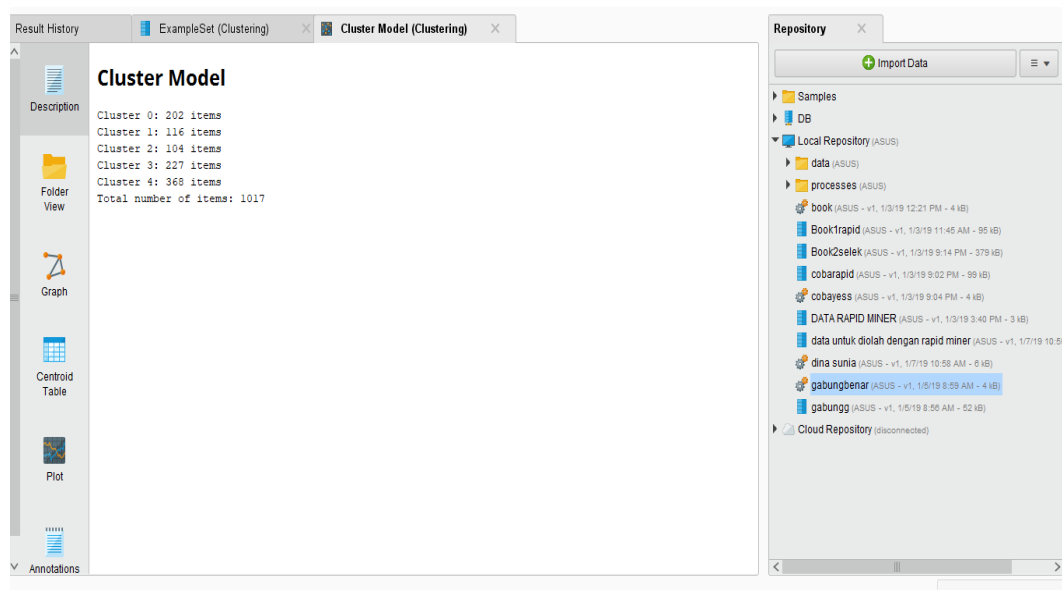 Result History
ExampleSet (Clustering)
Cluster Model (Clustering)
Description
Folder
View
Graph
Centroid
Table
Plot
Annotations
Cluster Model
Cluster 0: 202 items
Cluster 1: 116 items
Cluster 2: 104 items
Cluster 3: 227 items
Cluster 4: 368 items
Total number of items: 1017
Repository
Import Data
Samples
DB
Local Repository (ASUS)
data (ASUS)
processes (ASUS)
book (ASUS - v1, 1/3/19 12:21 PM - 4 kB)
Book1rapid (ASUS - v1, 1/3/19 11:45 AM - 95 kB)
Book2selek (ASUS - v1, 1/3/19 9:14 PM - 379 kB)
cobarapid (ASUS - v1, 1/3/19 9:02 PM - 99 kB)
cobayess (ASUS - v1, 1/3/19 9:04 PM - 4 kB)
DATA RAPID MINER (ASUS - v1, 1/3/19 3:40 PM - 3 kB)
data untuk diolah dengan rapid miner (ASUS - v1, 1/7/19 10:5
dina sunia (ASUS - v1, 1/7/19 10:58 AM - 6 kB)
gabungbenar (ASUS - v1, 1/5/19 8:59 AM - 4 kB)
gabungg (ASUS - v1, 1/5/19 8:56 AM - 52 kB)
Cloud Repository (disconnected)